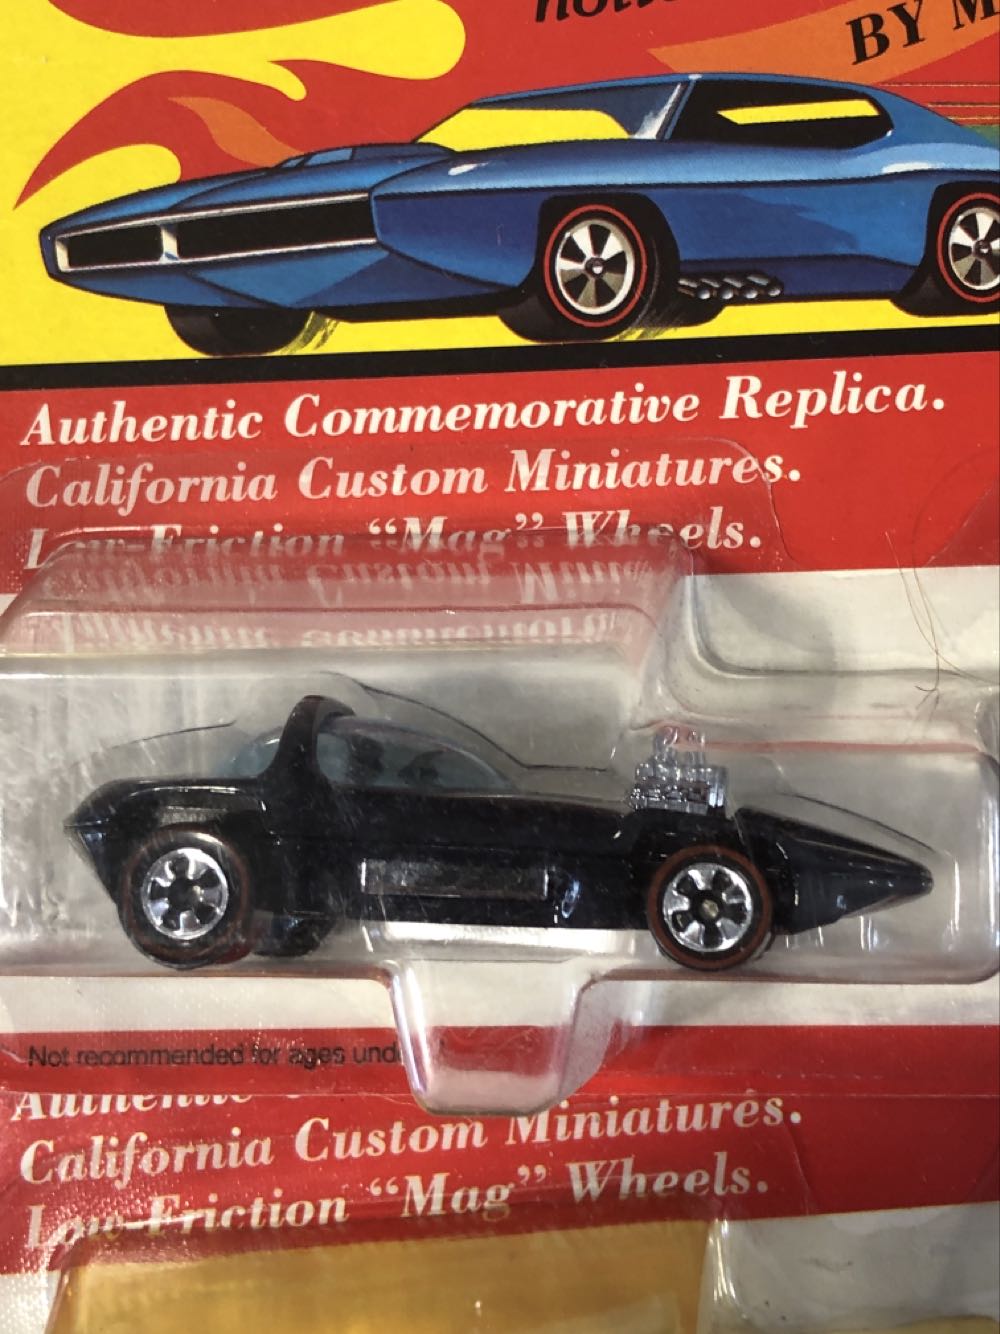 BY M
Authentic Commemorative Replica.
California Custom Miniatures.
Low-Friction "Mag" Wheels.
Not recommended for ages
Authentic
California Custom Miniatures.
Low-Friction "Mag" Wheels.